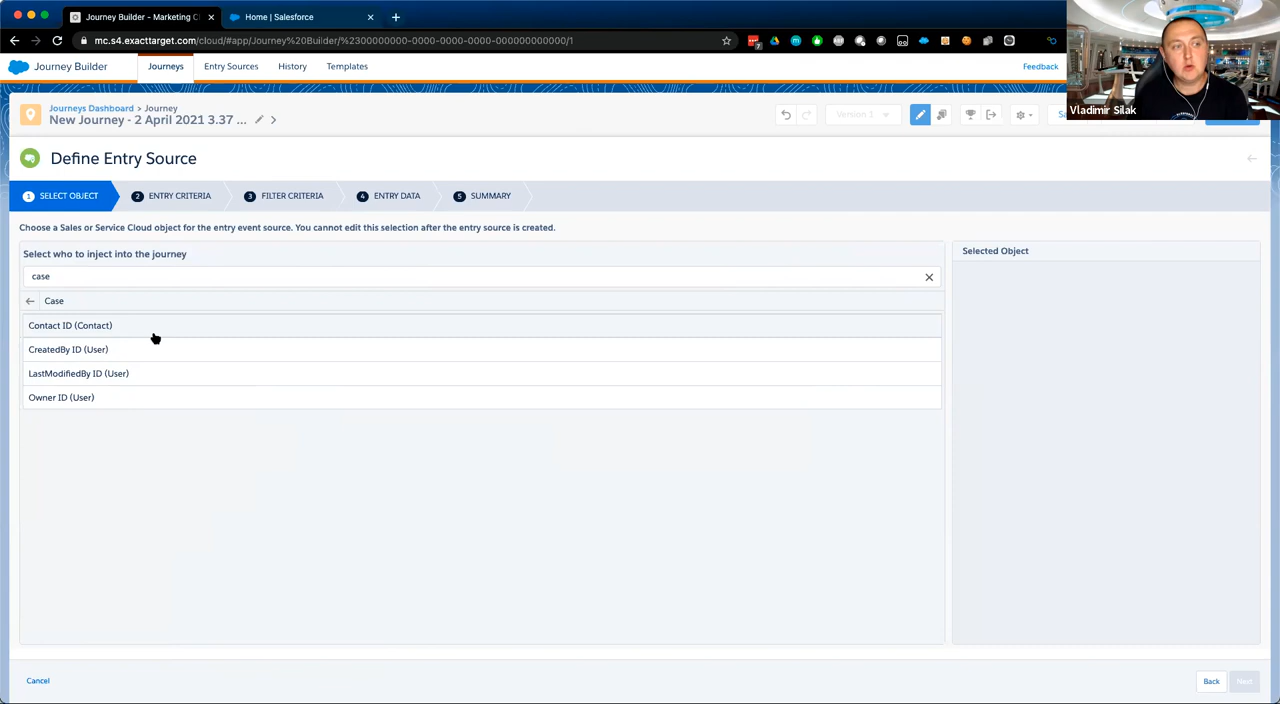 Journey Builder - Marketing Cl
Home | Salesforce
mc.s4.exacttarget.com/cloud/#app/Journey%20Builder/%2300000000-0000-0000-0000-000000000000/1
7
Journey Builder
Journeys
Entry Sources
History
Templates
Feedback
Vladimir Silak
Journeys Dashboard > Journey
New Journey - 2 April 2021 3.37 ...
Version 1
Define Entry Source
1 SELECT OBJECT
2 ENTRY CRITERIA
3 FILTER CRITERIA
4 ENTRY DATA
5 SUMMARY
Choose a Sales or Service Cloud object for the entry event source. You cannot edit this selection after the entry source is created.
Select who to inject into the journey
Selected Object
case
Case
Contact ID (Contact)
CreatedBy ID (User)
LastModifiedBy ID (User)
Owner ID (User)
Cancel
Back
Next